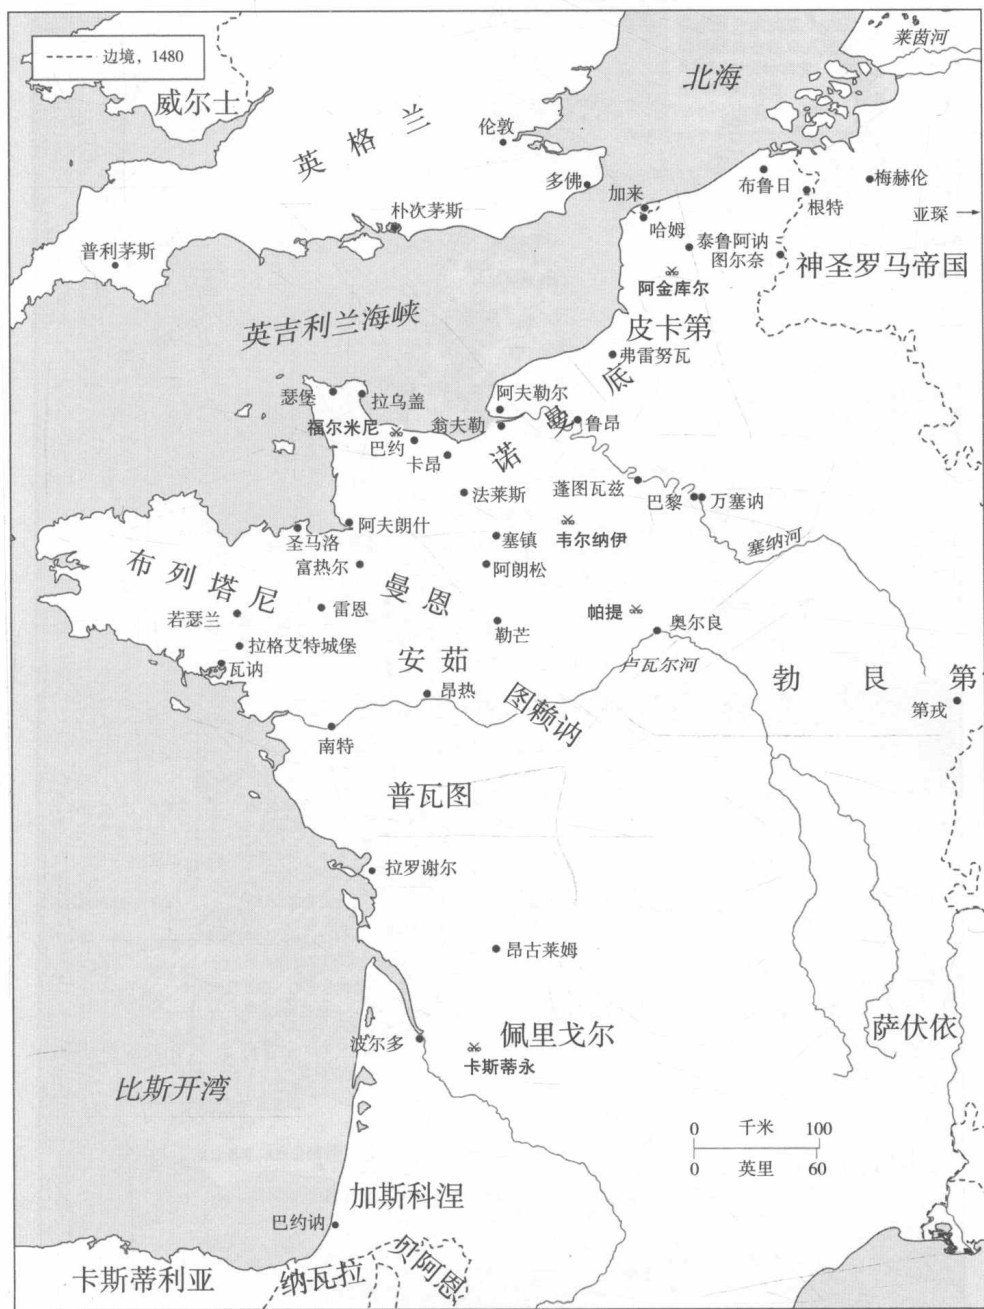 莱茵河
边境，1480
北海
威尔士
英格兰
伦敦
多佛
加来
布鲁日
梅赫伦
根特
亚琛
朴次茅斯
哈姆
普利茅斯
泰鲁阿讷
图尔奈
神圣罗马帝国
阿金库尔
英吉利兰海峡
皮卡第
弗雷努瓦
瑟堡
拉乌盖
阿夫勒尔
诺曼底
福尔米尼
翁夫勒
鲁昂
巴约
卡昂
法莱斯
蓬图瓦兹
巴黎
万塞讷
阿夫朗什
圣马洛
塞镇
韦尔纳伊
塞纳河
布列塔尼
富热尔
阿朗松
曼恩
若瑟兰
雷恩
勒芒
帕提
奥尔良
拉格艾特城堡
瓦讷
安茹
卢瓦尔河
昂热
图赖讷
勃艮第
第戎
南特
普瓦图
拉罗谢尔
昂古莱姆
波尔多
佩里戈尔
卡斯蒂永
萨伏依
比斯开湾
0 千米 100
0 英里 60
加斯科涅
巴约讷
卡斯蒂利亚
纳瓦拉
贝阿恩